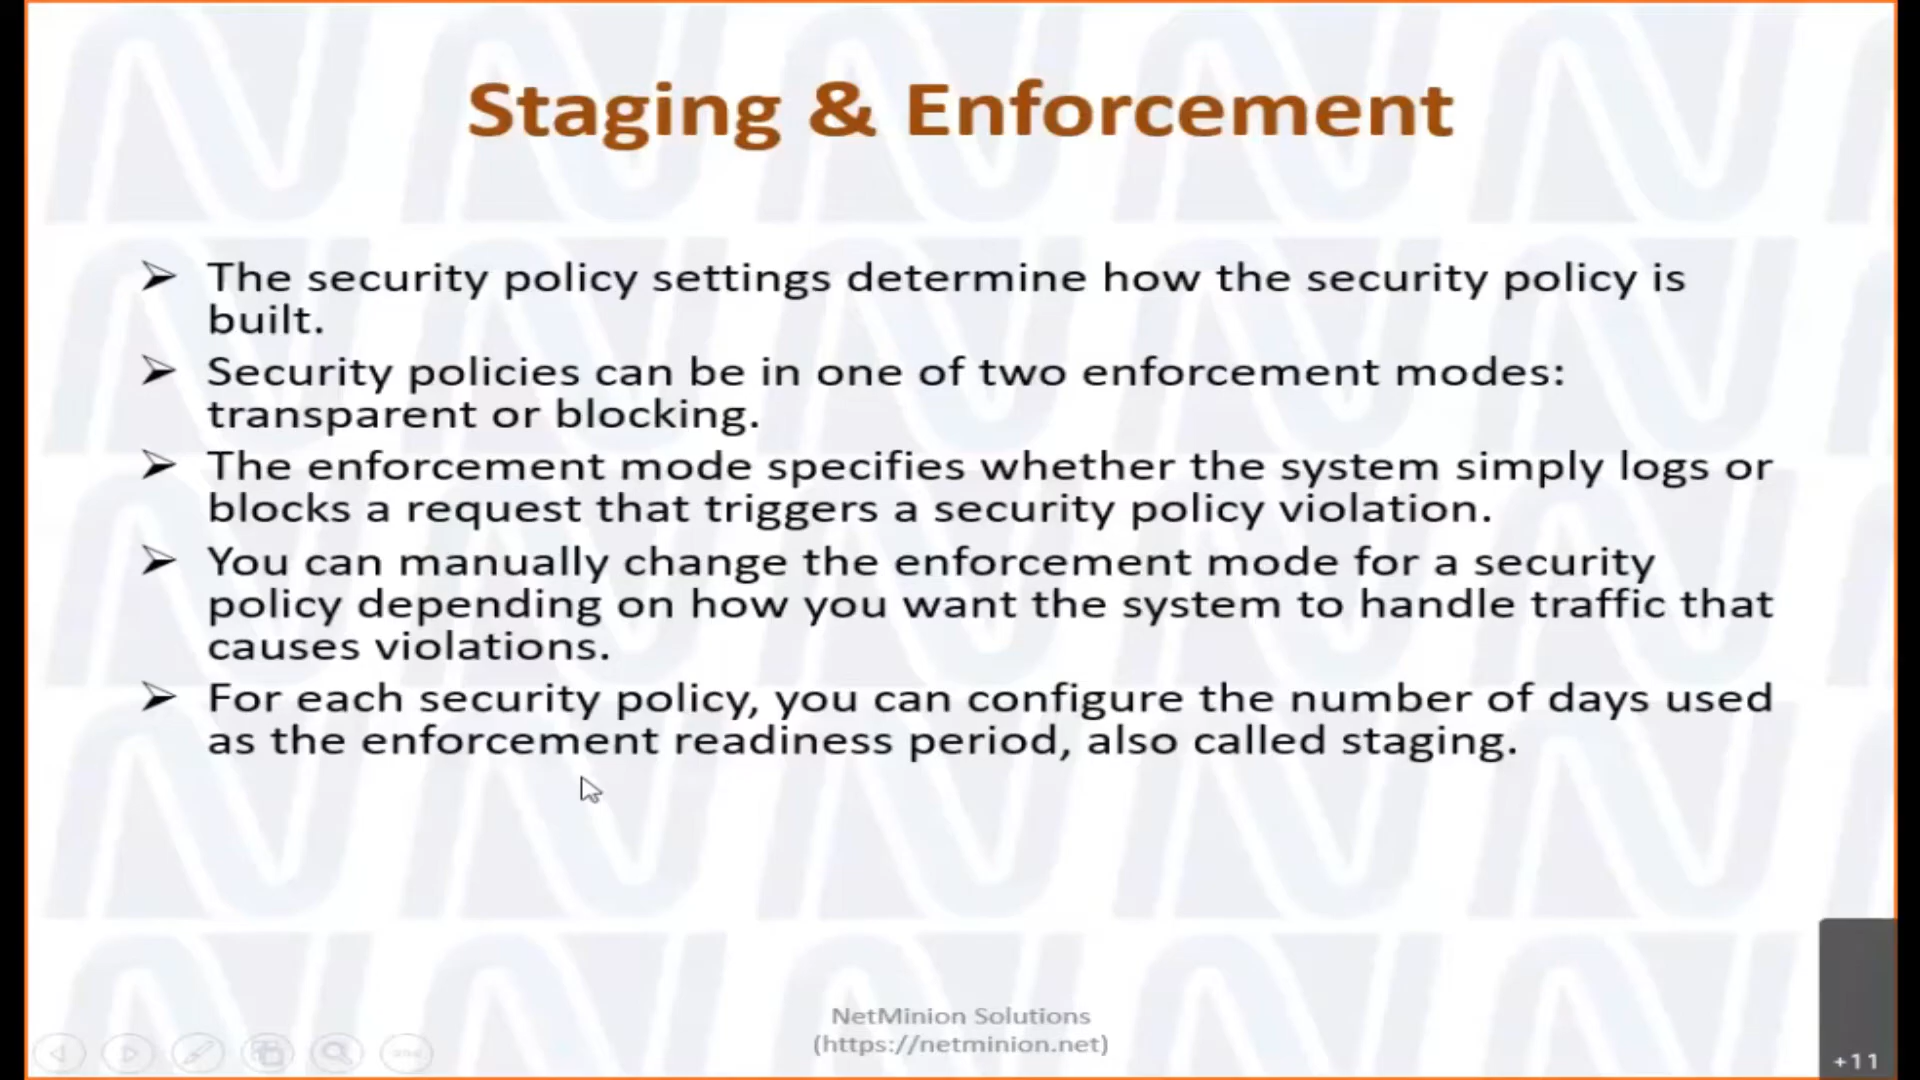 Staging & Enforcement
The security policy settings determine how the security policy is
built.
Security policies can be in one of two enforcement modes:
transparent or blocking.
The enforcement mode specifies whether the system simply logs or
blocks a request that triggers a security policy violation.
You can manually change the enforcement mode for a security
policy depending on how you want the system to handle traffic that
causes violations.
For each security policy, you can configure the number of days used
as the enforcement readiness period, also called staging.
NetMinion Solutions
(https://netminion.net)
+11